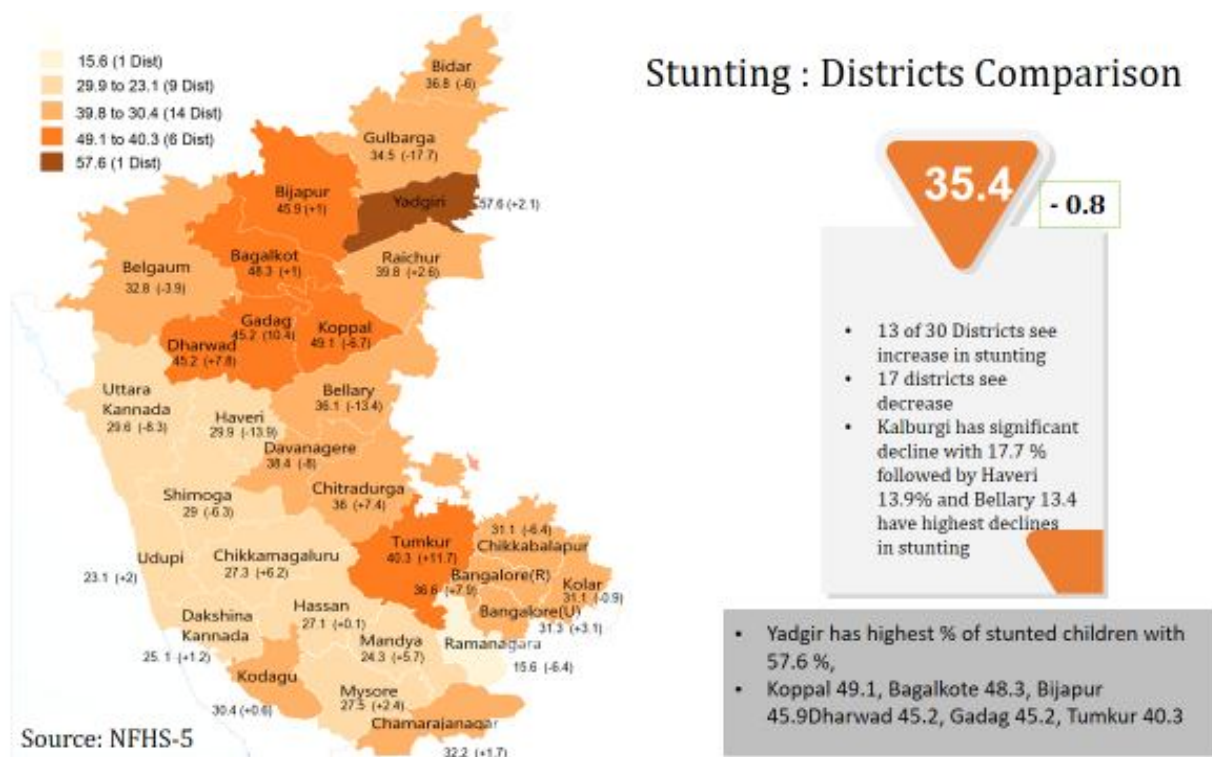 Stunting : Districts Comparison
15.6 (1 Dist)
29.9 to 23.1 (9 Dist)
39.8 to 30.4 (14 Dist)
49.1 to 40.3 (6 Dist)
57.6 (1 Dist)
Bidar
36.8 (-6)
Gulbarga
34.5 (-17.7)
Bijapur
45.9 (+1)
Yadgiri
57.6 (+2.1)
Bagalkot
48.3 (+1)
Raichur
39.8 (+2.6)
Belgaum
32.8 (-3.9)
Gadag
45.2 (10.4)
Koppal
49.1 (-6.7)
Dharwad
45.2 (+7.8)
Uttara
Kannada
29.6 (-8.3)
Haveri
29.9 (-13.9)
Bellary
36.1 (-13.4)
Davanagere
38.4 (-8)
Chitradurga
36 (+7.4)
Shimoga
29 (-6.3)
Udupi
23.1 (+2)
Chikkamagaluru
27.3 (+6.2)
Tumkur
40.3 (+11.7)
31.1 (-6.4)
Chikkabalapur
Bangalore(R)
36.6 (+7.9)
Kolar
31.1 (-0.9)
Bangalore(U)
31.3 (+3.1)
Hassan
27.1 (+0.1)
Dakshina
Kannada
25. 1 (+1.2)
Mandya
24.3 (+5.7)
Ramanagara
15.6 (-6.4)
Kodagu
30.4 (+0.6)
Mysore
27.5 (+2.4)
Chamarajanagar
32.2 (+1.7)
Source: NFHS-5
35.4
- 0.8
• 13 of 30 Districts see
increase in stunting
• 17 districts see
decrease
• Kalburgi has significant
decline with 17.7 %
followed by Haveri
13.9% and Bellary 13.4
have highest declines
in stunting
• Yadgir has highest % of stunted children with
57.6 %,
• Koppal 49.1, Bagalkote 48.3, Bijapur
45.9Dharwad 45.2, Gadag 45.2, Tumkur 40.3